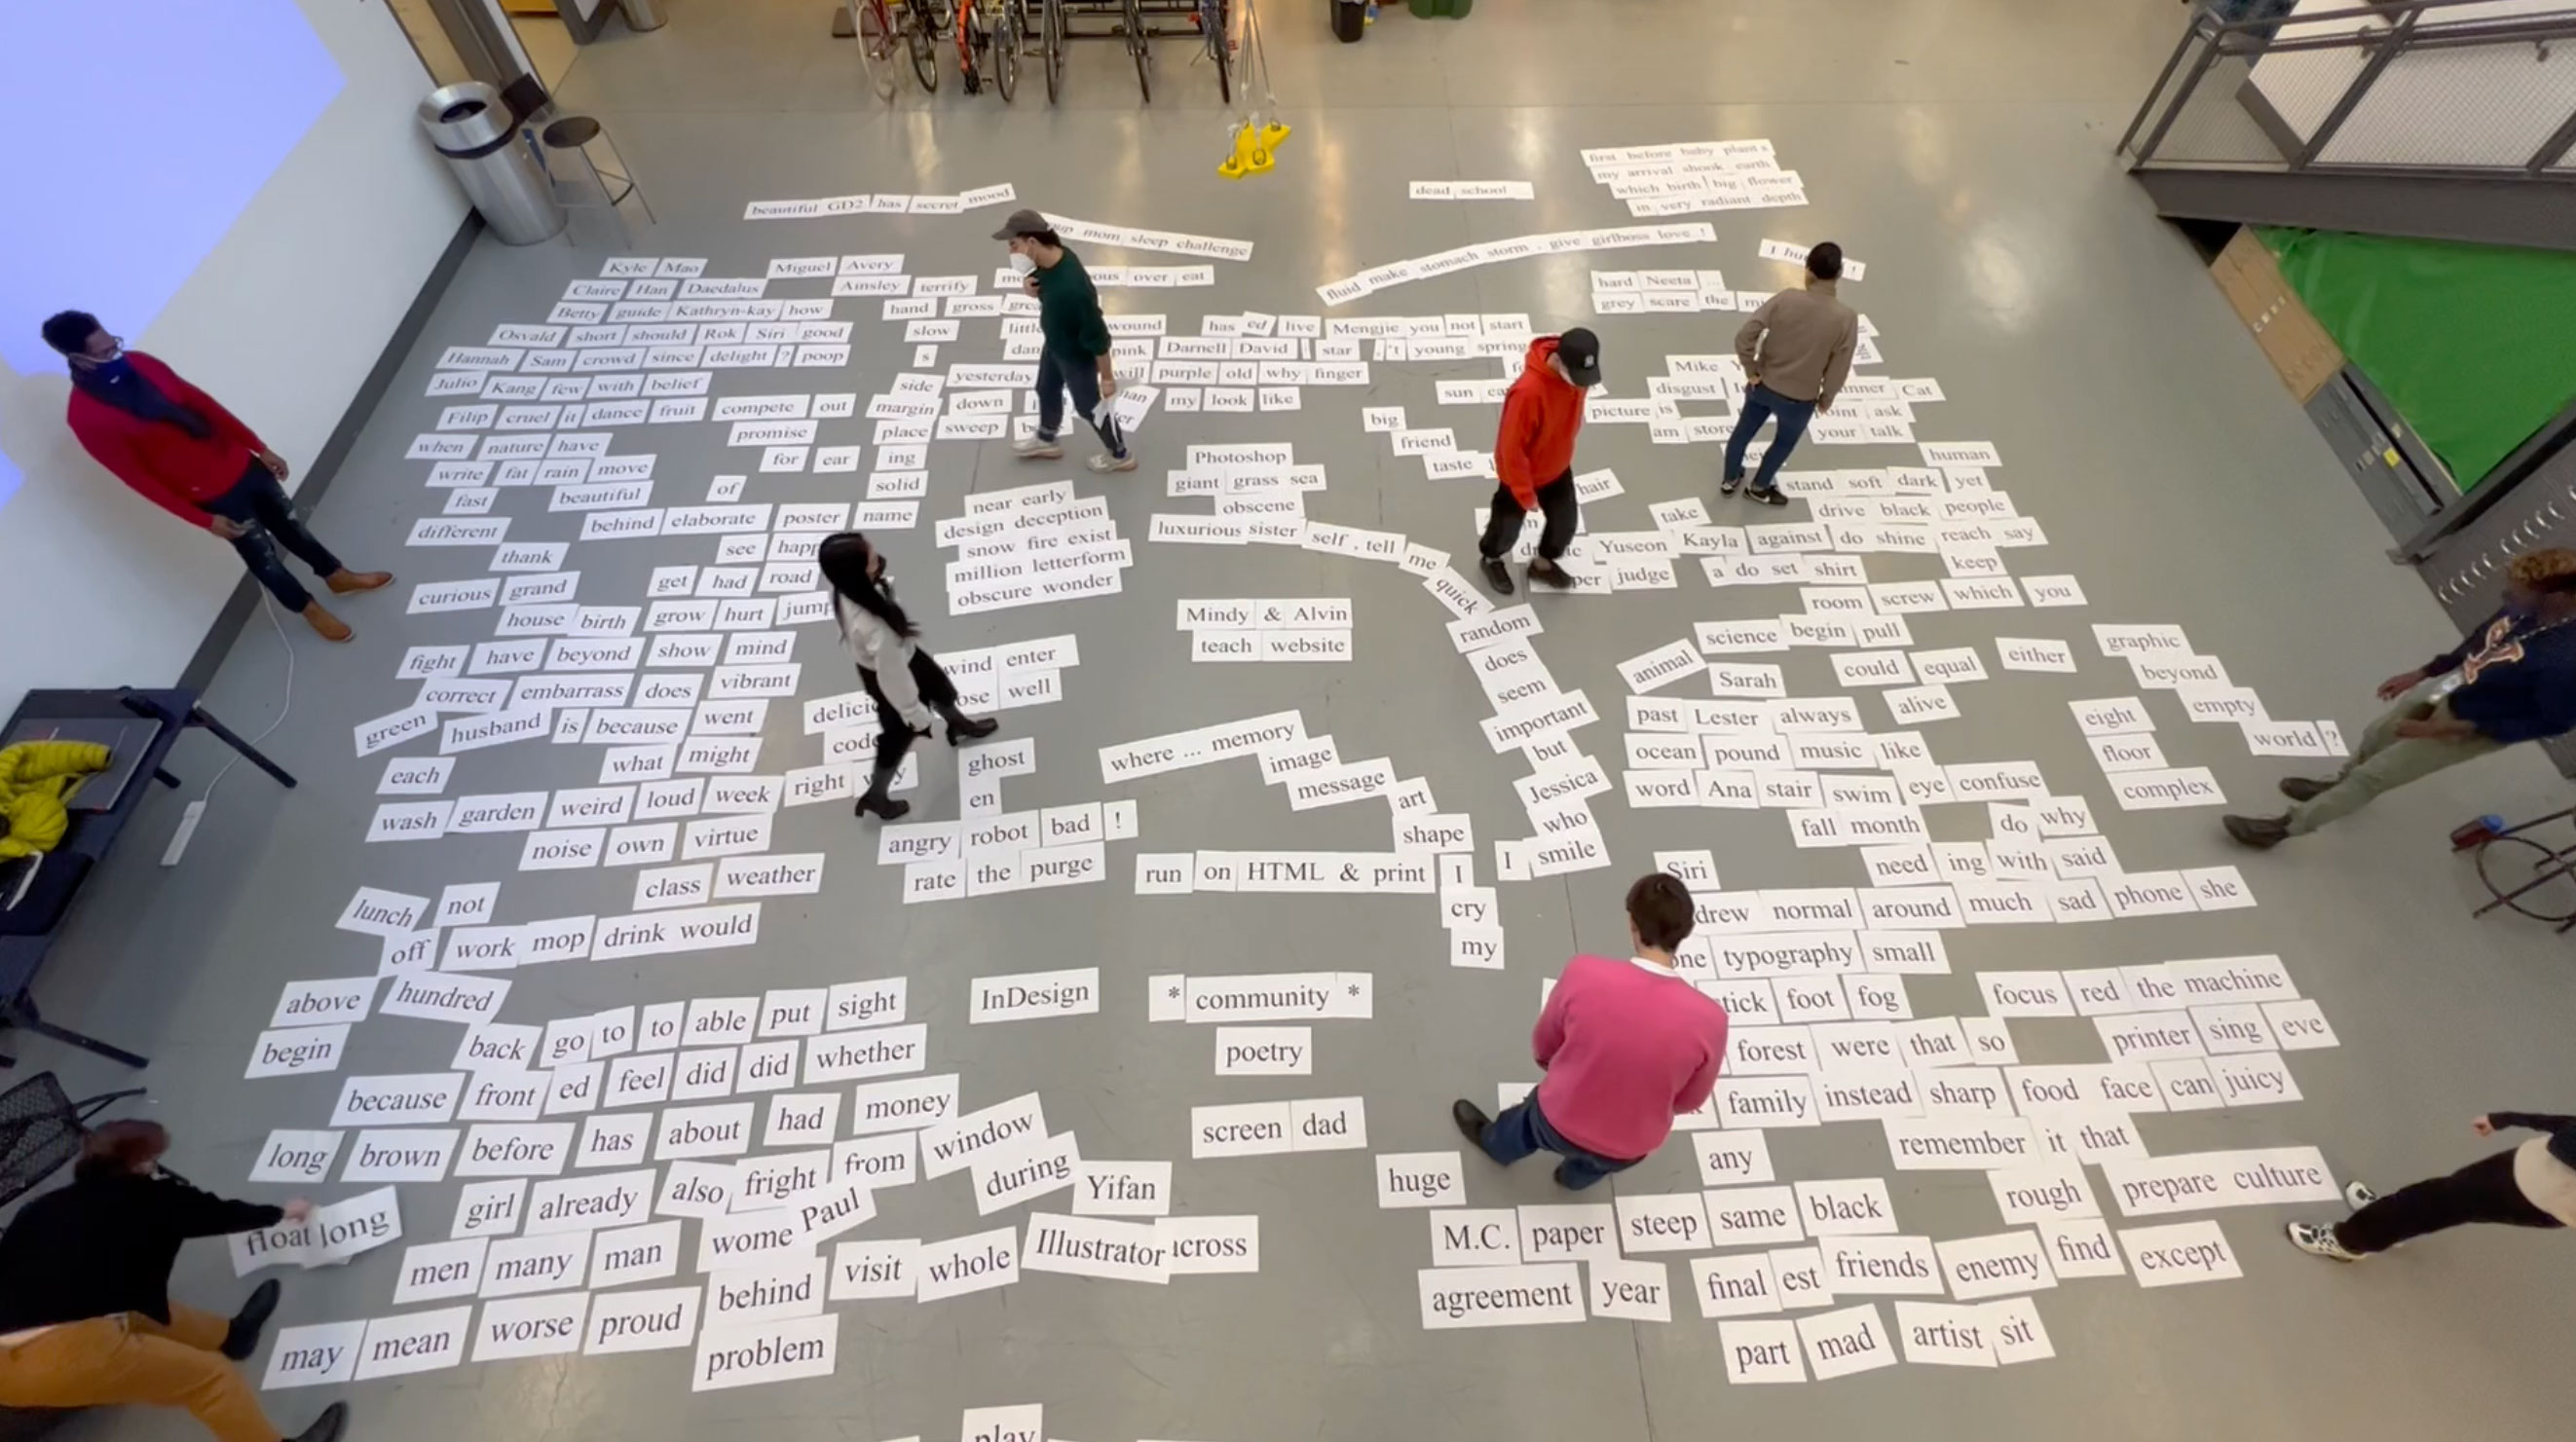 first before baby plant s
my arrival shook earth
which birth big flower
in very radiant depth
dead school
beautiful GD2 has secret mood
mom sleep challenge
fluid make stomach storm . give girlboss love !
I !
Kyle Mao
Miguel Avery
Claire Han Daedalus
Ainsley terrify
over eat
hard Neeta ...
grey scare the
Betty guide Kathryn-kay how
hand gross
Osvald short should Rok Siri good
slow
wound has ed live Mengjie you not start
Hannah Sam crowd since delight ? poop
s
pink Darnell David star 't young spring
Julio Kang few with belief
side
yesterday
will purple old why finger
Mike
disgust
Cat
Filip cruel it dance fruit compete out
margin down
my look like
sun
big
picture is
ask
when nature have
promise
place sweep
friend
am store
your talk
write fat rain move
for ear ing
Photoshop
taste
human
fast beautiful of
solid
giant grass sea
hair
stand soft dark yet
different behind elaborate poster name
near early
design deception
snow fire exist
million letterform
obscure wonder
obscene
luxurious sister self , tell me
quick
random
does
seem
important
but
Jessica
who
I smile
take
drive black people
thank
see
Yuseon Kayla against do shine reach say
judge
a do set shirt
keep
curious grand
get had road
room screw which you
house birth grow hurt jump
Mindy & Alvin
teach website
science begin pull
fight have beyond show mind
wind enter
animal
Sarah
could equal either
graphic
beyond
empty
world ?
correct embarrass does vibrant
well
past Lester always
alive
eight
floor
complex
green husband is because went
ocean pound music like
each
what might
ghost
en
where ... memory
image
message
art
shape
word Ana stair swim eye confuse
wash garden weird loud week right
fall month
do why
noise own virtue
angry robot bad !
rate the purge
run on HTML & print I
cry
my
need ing with said
class weather
Siri
lunch not
drew normal around much sad phone she
off work mop drink would
typography small
above hundred
InDesign
* community *
poetry
screen dad
foot fog
focus red the machine
begin
back go to to able put sight
forest were that so
printer sing eve
because front ed feel did did whether
family instead sharp food face can juicy
long brown before has about had money
any
remember it that
float long
girl already also fright from window
during Yifan
huge
rough prepare culture
men many man wome Paul
M.C. paper steep same black
behind visit whole Illustrator
agreement year
final est friends enemy find except
may mean worse proud problem
part mad artist sit
play